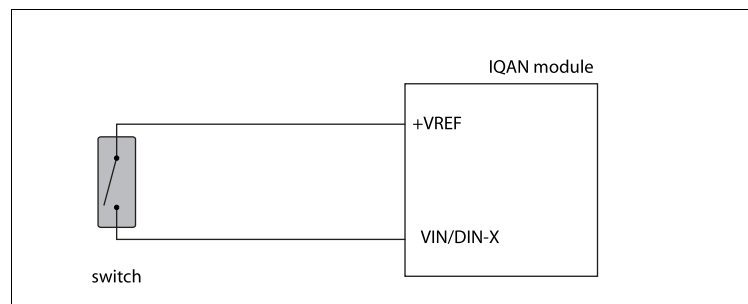 IQAN module
+VREF
VIN/DIN-X
switch